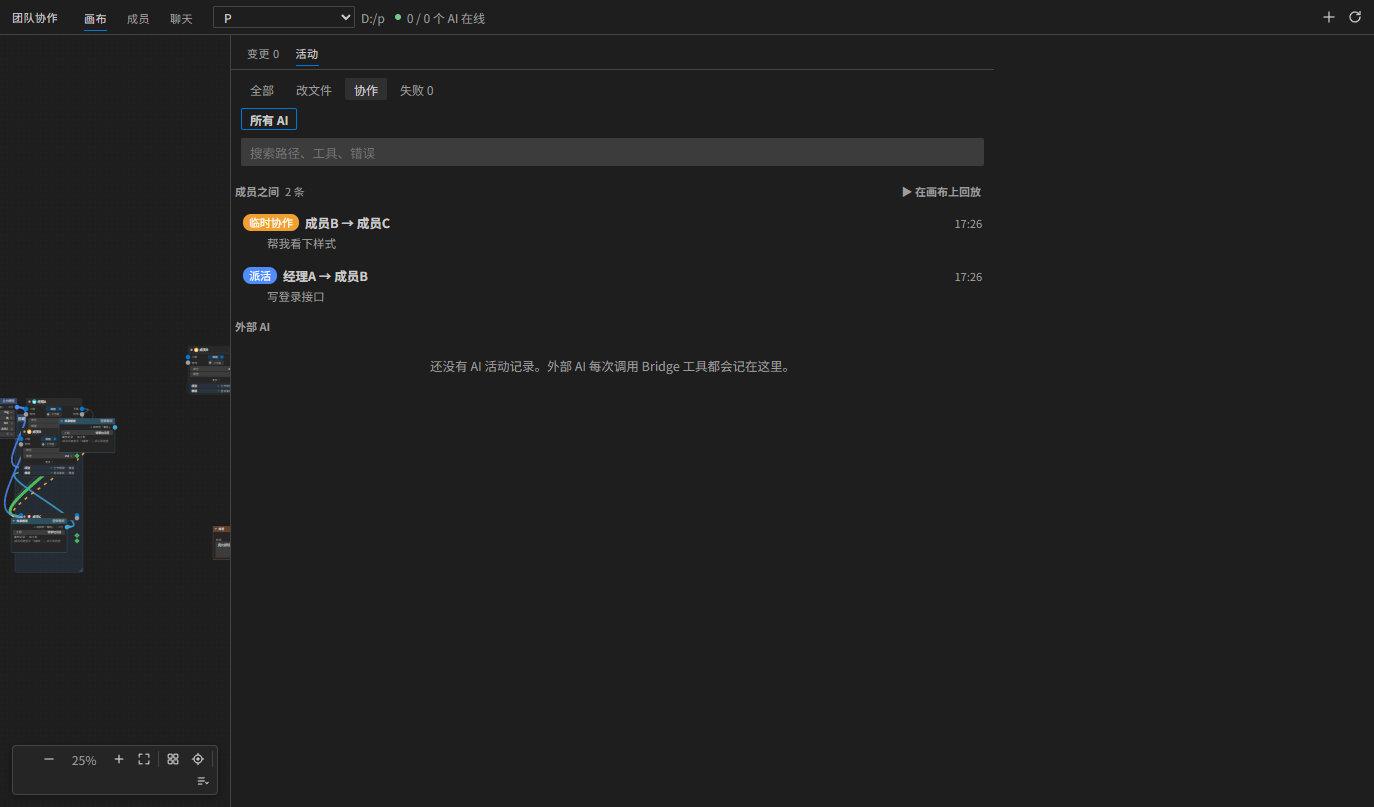 团队协作 画布 成员 聊天 P D:/p 0 / 0 个 AI 在线
变更 0 活动
全部 改文件 协作 失败 0
所有 AI
搜索路径、工具、错误
成员之间 2 条 ▶ 在画布上回放
临时协作 成员B → 成员C 17:26
帮我看下样式
派活 经理A → 成员B 17:26
写登录接口
外部 AI
还没有 AI 活动记录。外部 AI 每次调用 Bridge 工具都会记在这里。
25%